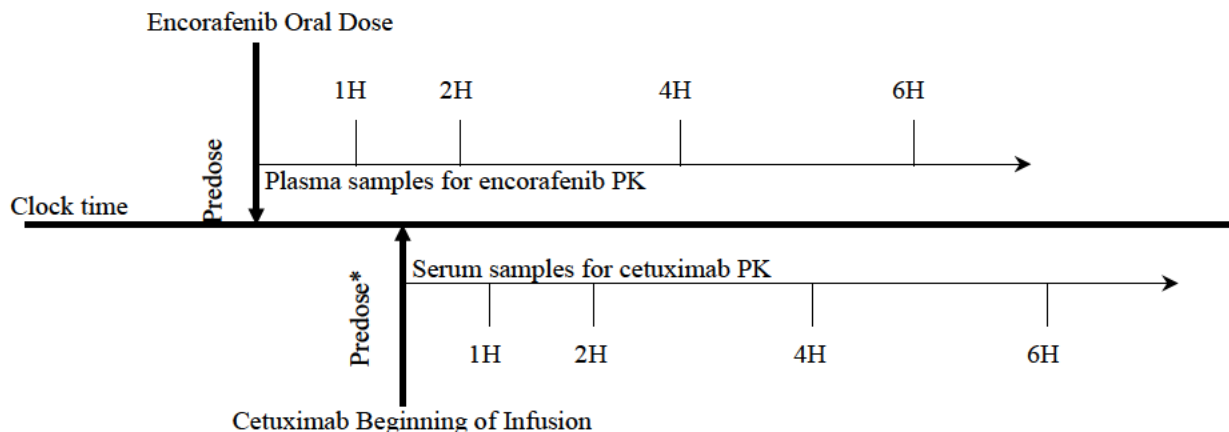 Encorafenib Oral Dose
1H 2H 4H 6H
Predose
Plasma samples for encorafenib PK
Clock time
Serum samples for cetuximab PK
Predose*
1H 2H 4H 6H
Cetuximab Beginning of Infusion